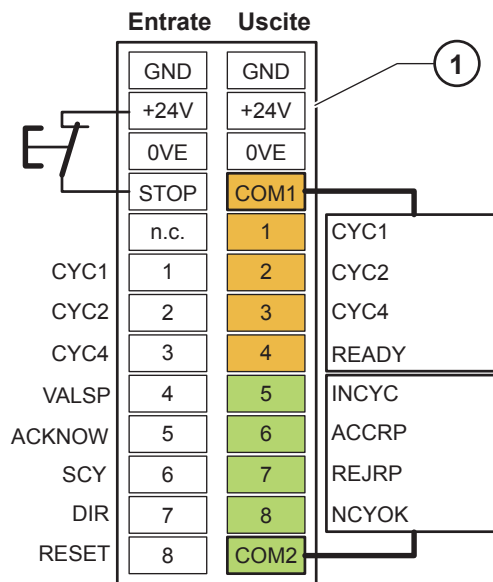 Entrate Uscite
1
GND GND
+24V +24V
0VE 0VE
STOP COM1
n.c. 1 CYC1
CYC1 1 2 CYC2
CYC2 2 3 CYC4
CYC4 3 4 READY
VALSP 4 5 INCYC
ACKNOW 5 6 ACCRP
SCY 6 7 REJRP
DIR 7 8 NCYOK
RESET 8 COM2